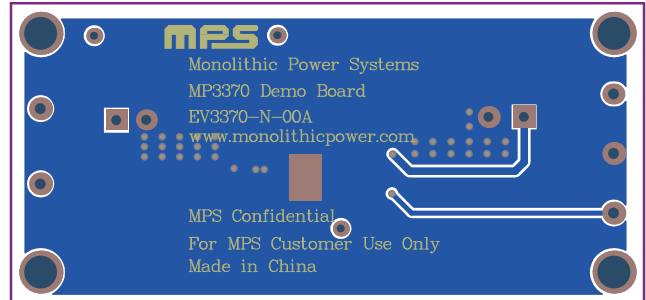 mps
Monolithic Power Systems
MP3370 Demo Board
EV3370-N-00A
www.monolithicpower.com
MPS Confidential
For MPS Customer Use Only
Made in China